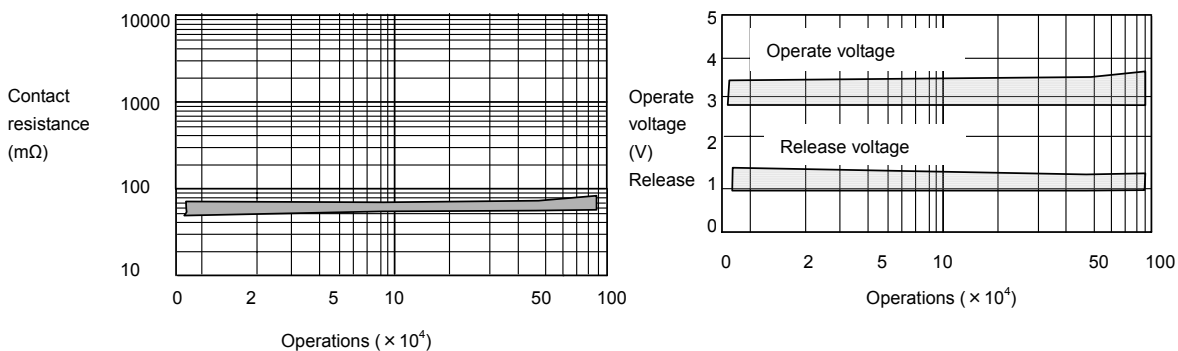 10000
1000
100
10
Contact
resistance
(mΩ)
0 2 5 10 50 100
Operations ( × 10⁴)
5
4
3
2
1
0
Operate
voltage
(V)
Release
Operate voltage
Release voltage
0 2 5 10 50 100
Operations ( × 10⁴)